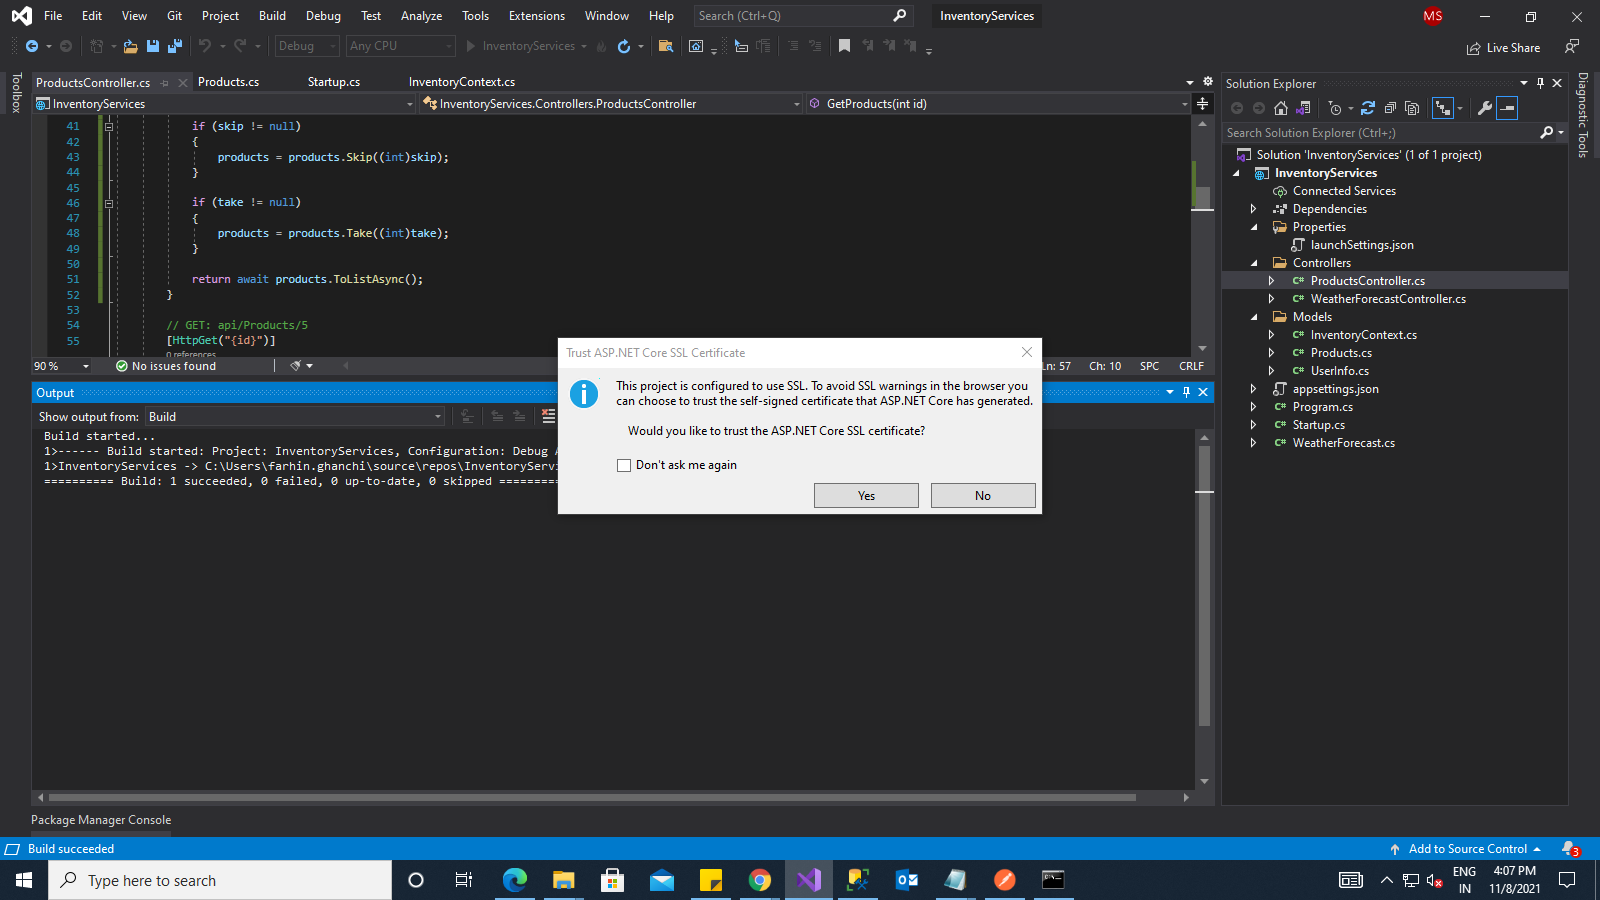 File Edit View Git Project Build Debug Test Analyze Tools Extensions Window Help Search (Ctrl+Q) InventoryServices MS
Debug Any CPU InventoryServices Live Share
Toolbox
ProductsController.cs Products.cs Startup.cs InventoryContext.cs
InventoryServices InventoryServices.Controllers.ProductsController GetProducts(int id)
41 if (skip != null)
42 {
43 products = products.Skip((int)skip);
44 }
45
46 if (take != null)
47 {
48 products = products.Take((int)take);
49 }
50
51 return await products.ToListAsync();
52 }
53
54 // GET: api/Products/5
55 [HttpGet("{id}")]
0 references
90 % No issues found Ln: 57 Ch: 10 SPC CRLF
Output
Show output from: Build
Build started...
1>------ Build started: Project: InventoryServices, Configuration: Debug
1>InventoryServices -> C:\Users\farhin.ghanchi\source\repos\InventoryServi
========== Build: 1 succeeded, 0 failed, 0 up-to-date, 0 skipped ==========
Trust ASP.NET Core SSL Certificate
This project is configured to use SSL. To avoid SSL warnings in the browser you
can choose to trust the self-signed certificate that ASP.NET Core has generated.
Would you like to trust the ASP.NET Core SSL certificate?
Don't ask me again
Yes No
Solution Explorer
Search Solution Explorer (Ctrl+;)
Solution 'InventoryServices' (1 of 1 project)
InventoryServices
Connected Services
Dependencies
Properties
launchSettings.json
Controllers
C# ProductsController.cs
C# WeatherForecastController.cs
Models
C# InventoryContext.cs
C# Products.cs
C# UserInfo.cs
appsettings.json
C# Program.cs
C# Startup.cs
C# WeatherForecast.cs
Diagnostic Tools
Package Manager Console
Build succeeded Add to Source Control 3
Type here to search
ENG
IN
4:07 PM
11/8/2021